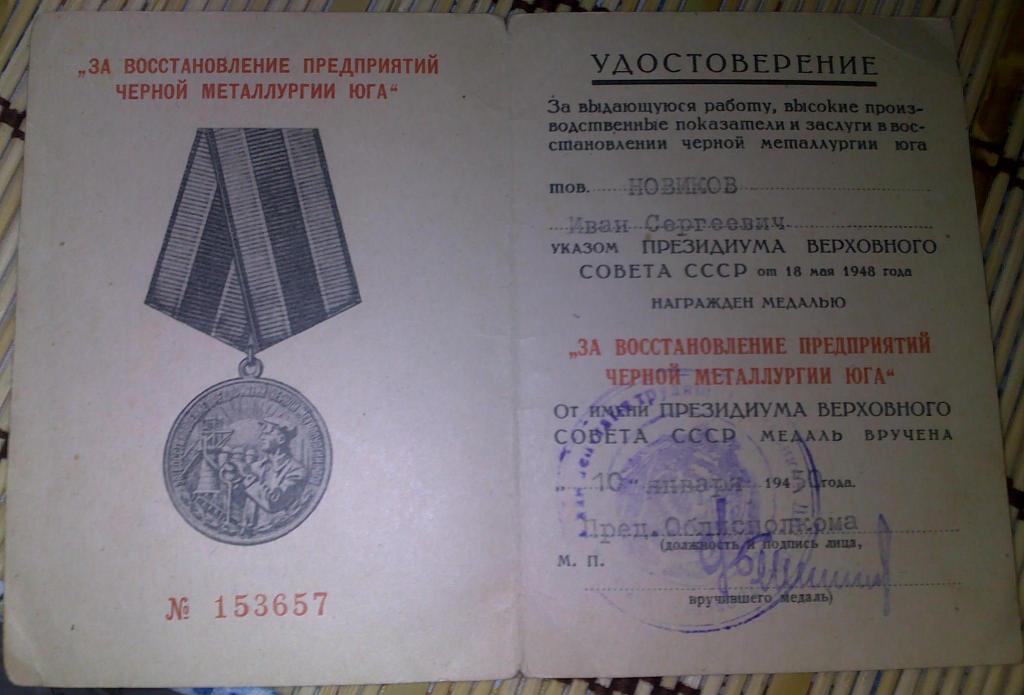 „ЗА ВОССТАНОВЛЕНИЕ ПРЕДПРИЯТИЙ
ЧЕРНОЙ МЕТАЛЛУРГИИ ЮГА“
№ 153657
УДОСТОВЕРЕНИЕ
За выдающуюся работу, высокие произ-
водственные показатели и заслуги в вос-
становлении черной металлургии юга
тов. НОВИКОВ
Иван Сергеевич
УКАЗОМ ПРЕЗИДИУМА ВЕРХОВНОГО
СОВЕТА СССР от 18 мая 1948 года
НАГРАЖДЕН МЕДАЛЬЮ
„ЗА ВОССТАНОВЛЕНИЕ ПРЕДПРИЯТИЙ
ЧЕРНОЙ МЕТАЛЛУРГИИ ЮГА“
От имени ПРЕЗИДИУМА ВЕРХОВНОГО
СОВЕТА СССР МЕДАЛЬ ВРУЧЕНА
„ 10 " января 1950 года.
Пред. Облисполкома
(должность и подпись лица,
М. П.
вручившего медаль)